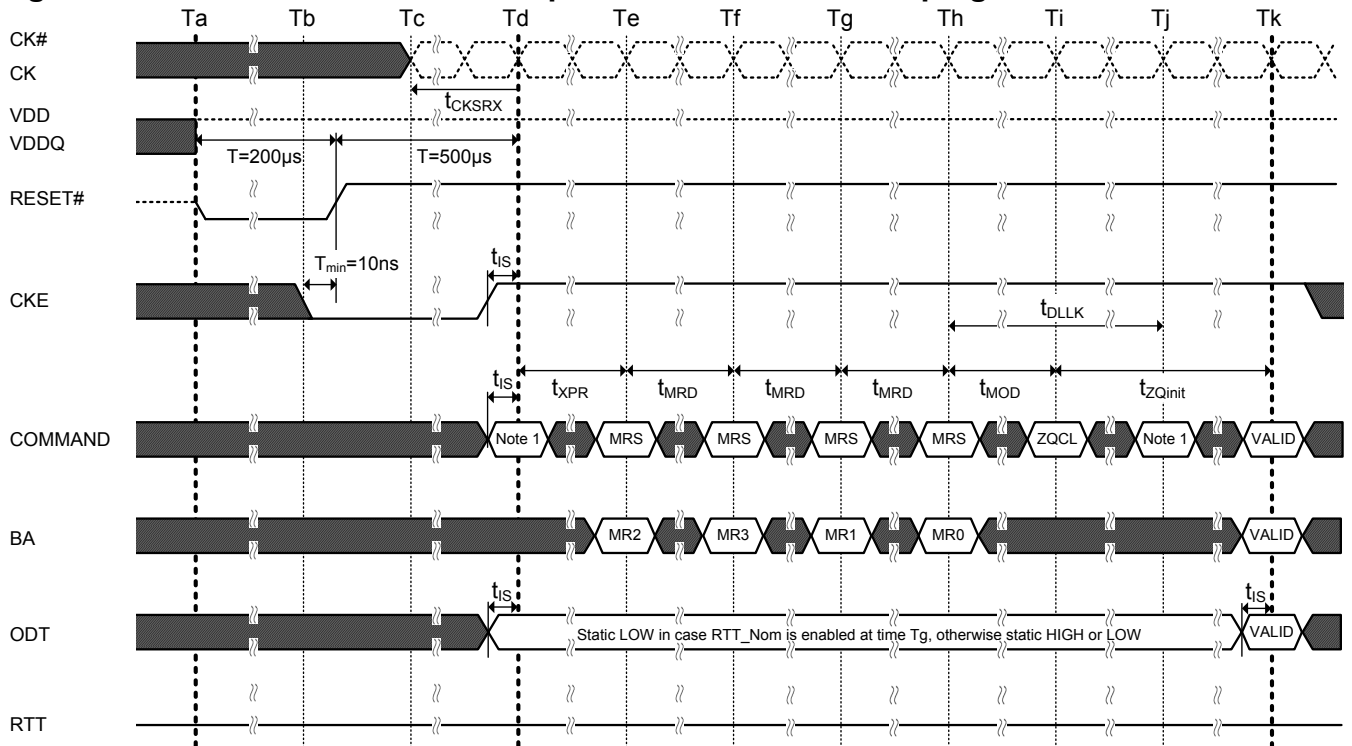 Ta Tb Tc Td Te Tf Tg Th Ti Tj Tk
CK#
CK
tCKSRX
VDD
VDDQ
T=200µs T=500µs
RESET#
Tmin=10ns tIS
CKE
tDLLK
tIS tXPR tMRD tMRD tMRD tMOD tZQinit
COMMAND Note 1 MRS MRS MRS MRS ZQCL Note 1 VALID
BA MR2 MR3 MR1 MR0 VALID
tIS tIS
ODT Static LOW in case RTT_Nom is enabled at time Tg, otherwise static HIGH or LOW VALID
RTT